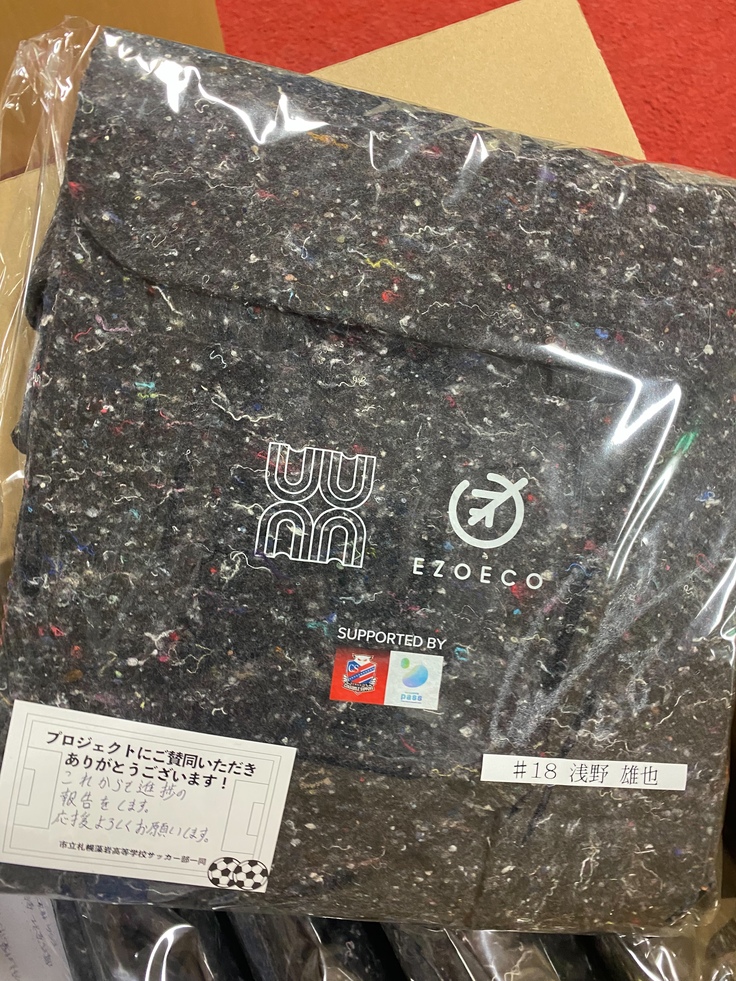 EZOECO
SUPPORTED BY
pasa
#18 浅野 雄也
プロジェクトにご賛同いただき
ありがとうございます!
これからも進捗の
報告をします。
応援よろしくお願いします。
市立札幌藻岩高等学校サッカー部一同